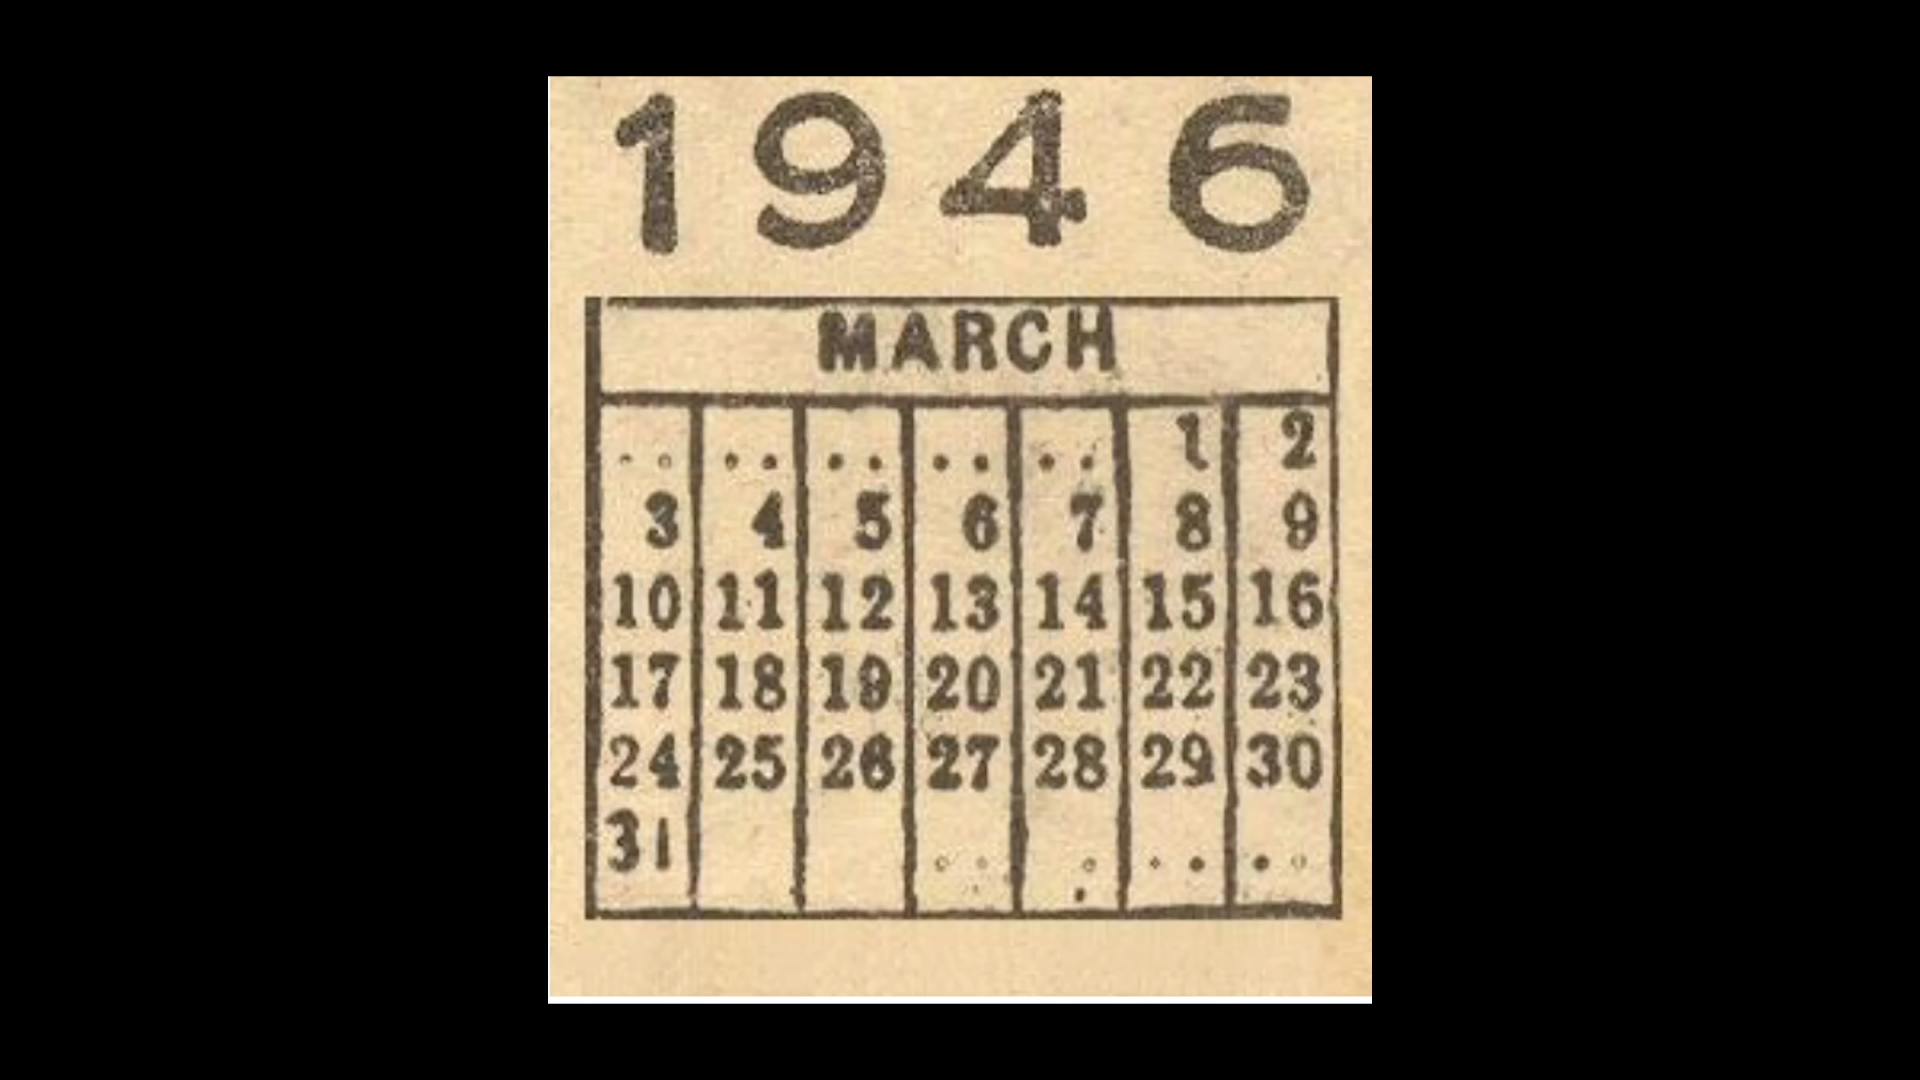 1946
MARCH
.. .. .. .. .. 1 2
3 4 5 6 7 8 9
10 11 12 13 14 15 16
17 18 19 20 21 22 23
24 25 26 27 28 29 30
31 .. .. .. ..